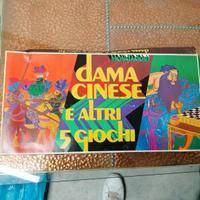 dama
cinese
e altri
5 giochi